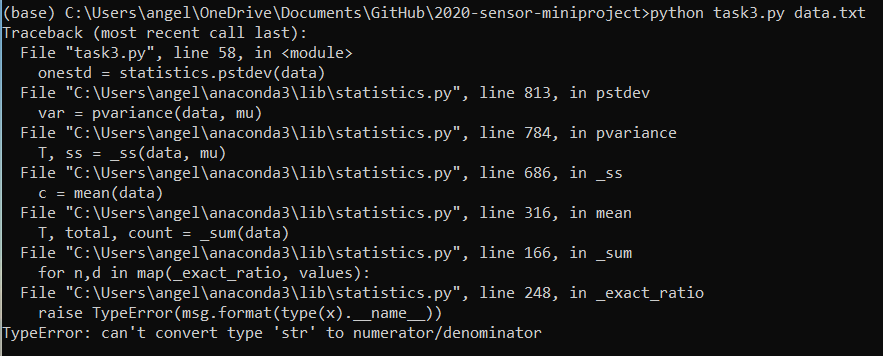 (base) C:\Users\angel\OneDrive\Documents\GitHub\2020-sensor-miniproject>python task3.py data.txt
Traceback (most recent call last):
  File "task3.py", line 58, in <module>
    onestd = statistics.pstdev(data)
  File "C:\Users\angel\anaconda3\lib\statistics.py", line 813, in pstdev
    var = pvariance(data, mu)
  File "C:\Users\angel\anaconda3\lib\statistics.py", line 784, in pvariance
    T, ss = _ss(data, mu)
  File "C:\Users\angel\anaconda3\lib\statistics.py", line 686, in _ss
    c = mean(data)
  File "C:\Users\angel\anaconda3\lib\statistics.py", line 316, in mean
    T, total, count = _sum(data)
  File "C:\Users\angel\anaconda3\lib\statistics.py", line 166, in _sum
    for n,d in map(_exact_ratio, values):
  File "C:\Users\angel\anaconda3\lib\statistics.py", line 248, in _exact_ratio
    raise TypeError(msg.format(type(x).__name__))
TypeError: can't convert type 'str' to numerator/denominator